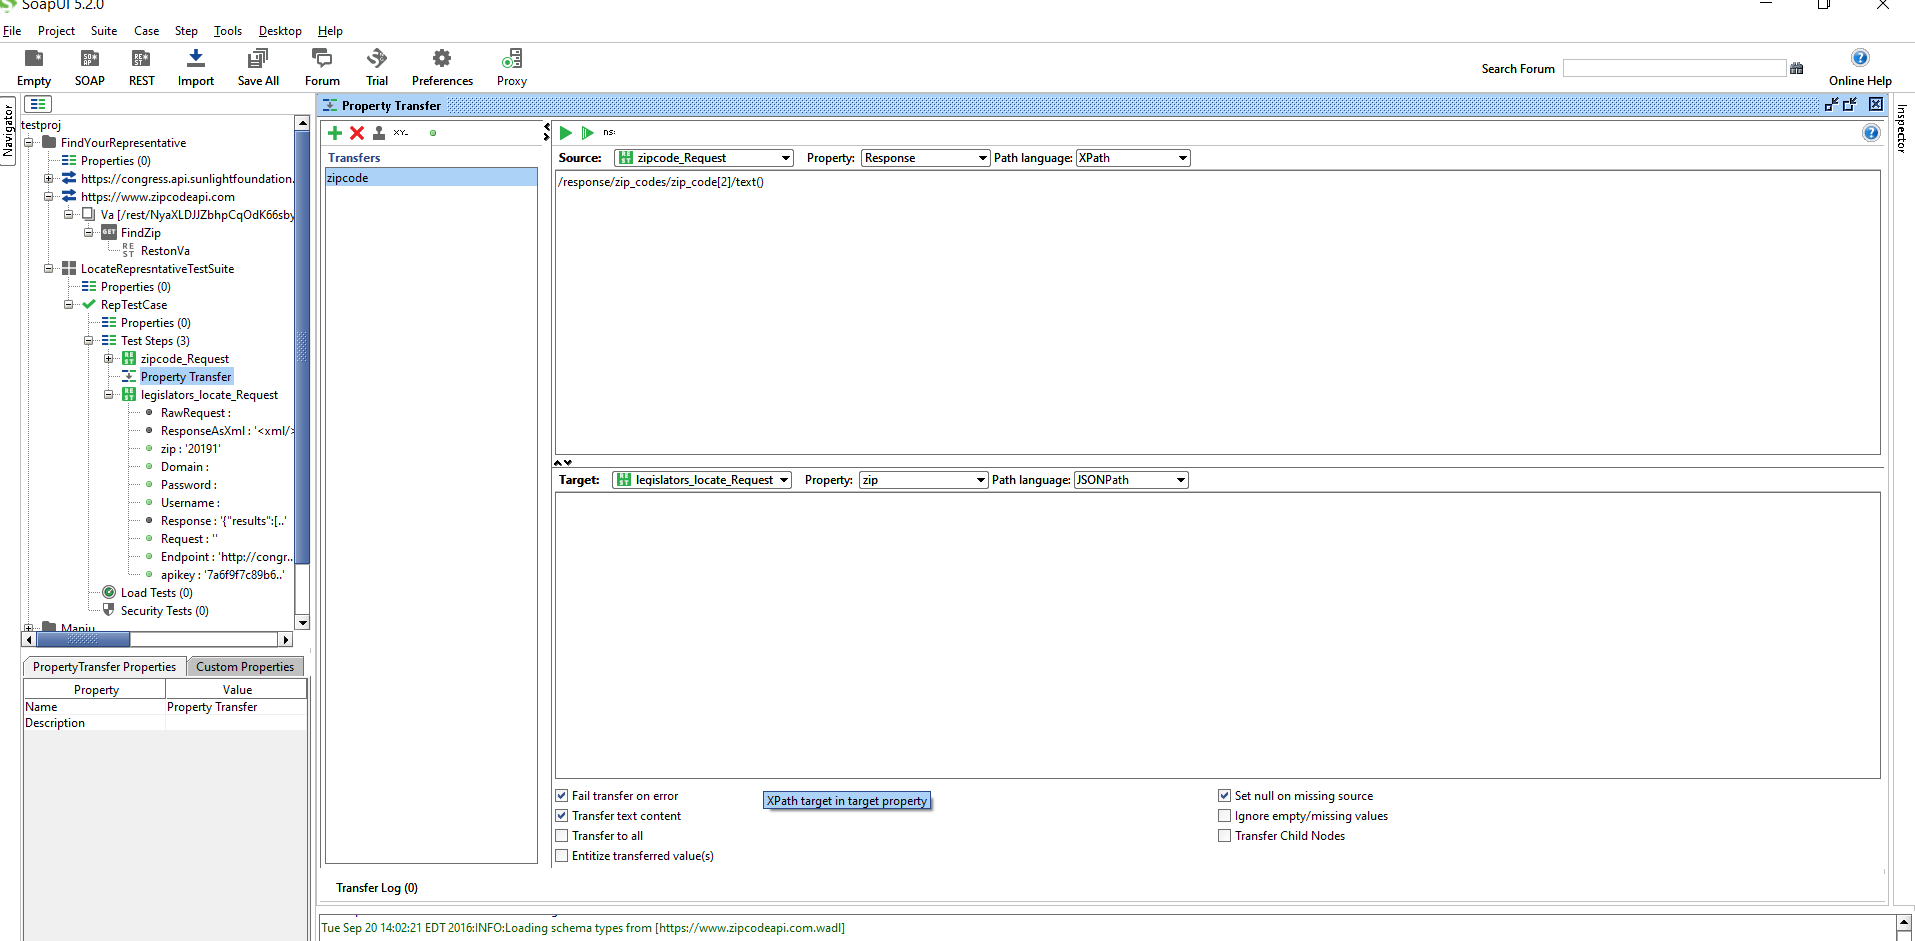 SoapUI 5.2.0
File Project Suite Case Step Tools Desktop Help
Empty SOAP REST Import Save All Forum Trial Preferences Proxy
Search Forum
Online Help
Navigator
testproj
FindYourRepresentative
Properties (0)
https://congress.api.sunlightfoundation.
https://www.zipcodeapi.com
Va [/rest/NyaXLDJJZbhpCqOdK66sby
GET FindZip
REST RestonVa
LocateRepresntativeTestSuite
Properties (0)
RepTestCase
Properties (0)
Test Steps (3)
REST zipcode_Request
Property Transfer
REST legislators_locate_Request
RawRequest :
ResponseAsXml : '<xml/>
zip : '20191'
Domain :
Password :
Username :
Response : '{"results":[..'
Request : ''
Endpoint : 'http://congr..
apikey : '7a6f9f7c89b6..'
Load Tests (0)
Security Tests (0)
Manju
PropertyTransfer Properties Custom Properties
Property Value
Name Property Transfer
Description
Property Transfer
XY-
Transfers
zipcode
ns:
Source: REST zipcode_Request Property: Response Path language: XPath
/response/zip_codes/zip_code[2]/text()
Target: REST legislators_locate_Request Property: zip Path language: JSONPath
Fail transfer on error
Set null on missing source
XPath target in target property
Transfer text content
Ignore empty/missing values
Transfer to all
Transfer Child Nodes
Entitize transferred value(s)
Transfer Log (0)
Tue Sep 20 14:02:21 EDT 2016:INFO:Loading schema types from [https://www.zipcodeapi.com.wadl]
Inspector